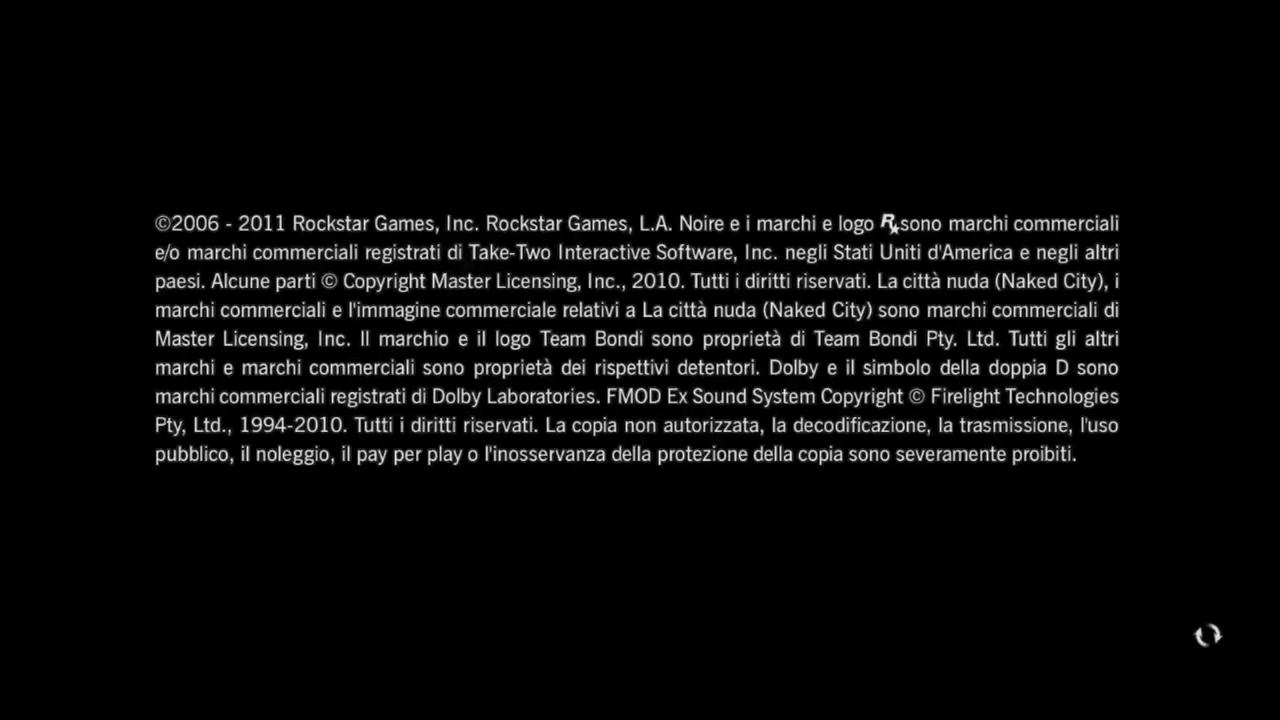 ©2006 - 2011 Rockstar Games, Inc. Rockstar Games, L.A. Noire e i marchi e logo R★ sono marchi commerciali
e/o marchi commerciali registrati di Take-Two Interactive Software, Inc. negli Stati Uniti d'America e negli altri
paesi. Alcune parti © Copyright Master Licensing, Inc., 2010. Tutti i diritti riservati. La città nuda (Naked City), i
marchi commerciali e l'immagine commerciale relativi a La città nuda (Naked City) sono marchi commerciali di
Master Licensing, Inc. Il marchio e il logo Team Bondi sono proprietà di Team Bondi Pty. Ltd. Tutti gli altri
marchi e marchi commerciali sono proprietà dei rispettivi detentori. Dolby e il simbolo della doppia D sono
marchi commerciali registrati di Dolby Laboratories. FMOD Ex Sound System Copyright © Firelight Technologies
Pty, Ltd., 1994-2010. Tutti i diritti riservati. La copia non autorizzata, la decodificazione, la trasmissione, l'uso
pubblico, il noleggio, il pay per play o l'inosservanza della protezione della copia sono severamente proibiti.